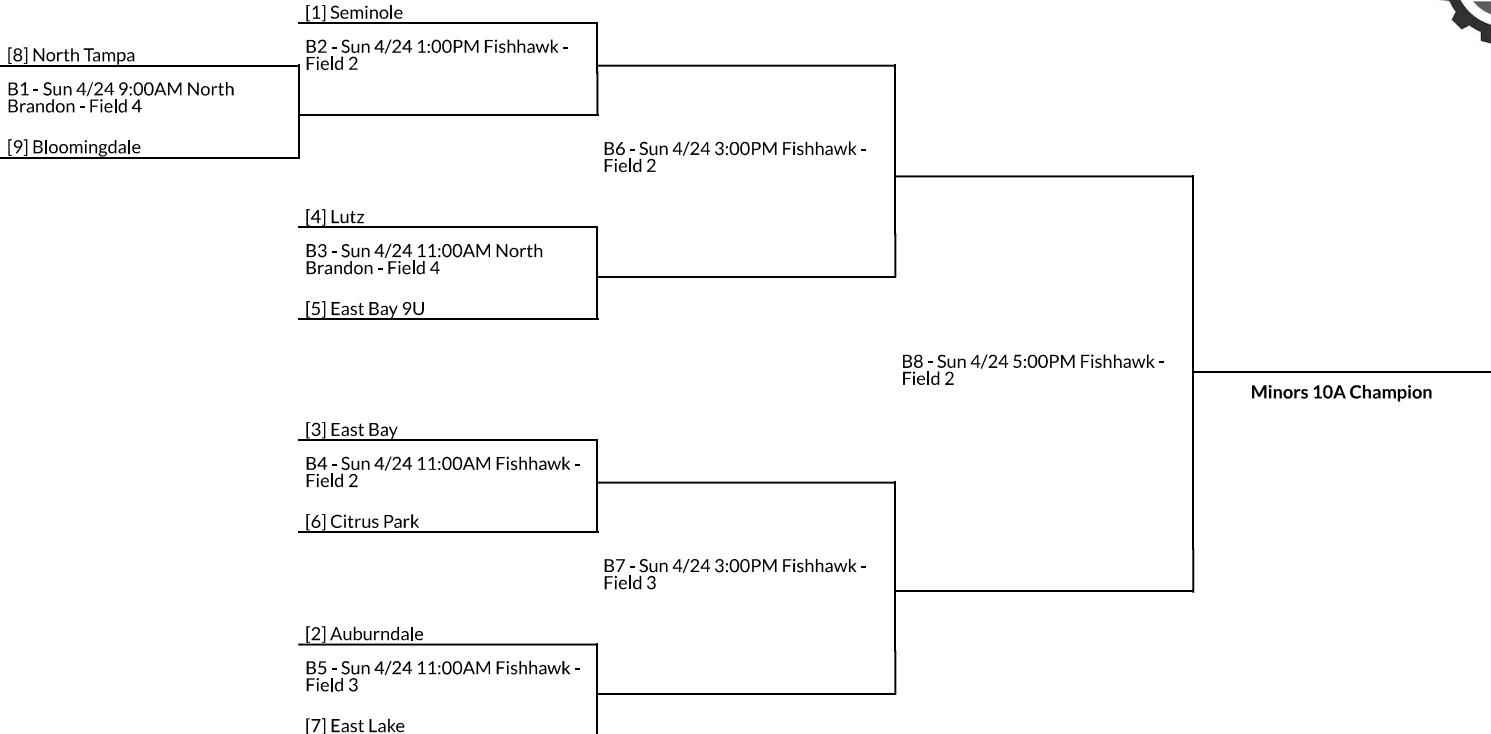 [1] Seminole
B2 - Sun 4/24 1:00PM Fishhawk -
Field 2
[8] North Tampa
B1 - Sun 4/24 9:00AM North
Brandon - Field 4
[9] Bloomingdale
B6 - Sun 4/24 3:00PM Fishhawk -
Field 2
[4] Lutz
B3 - Sun 4/24 11:00AM North
Brandon - Field 4
[5] East Bay 9U
B8 - Sun 4/24 5:00PM Fishhawk -
Field 2
Minors 10A Champion
[3] East Bay
B4 - Sun 4/24 11:00AM Fishhawk -
Field 2
[6] Citrus Park
B7 - Sun 4/24 3:00PM Fishhawk -
Field 3
[2] Auburndale
B5 - Sun 4/24 11:00AM Fishhawk -
Field 3
[7] East Lake